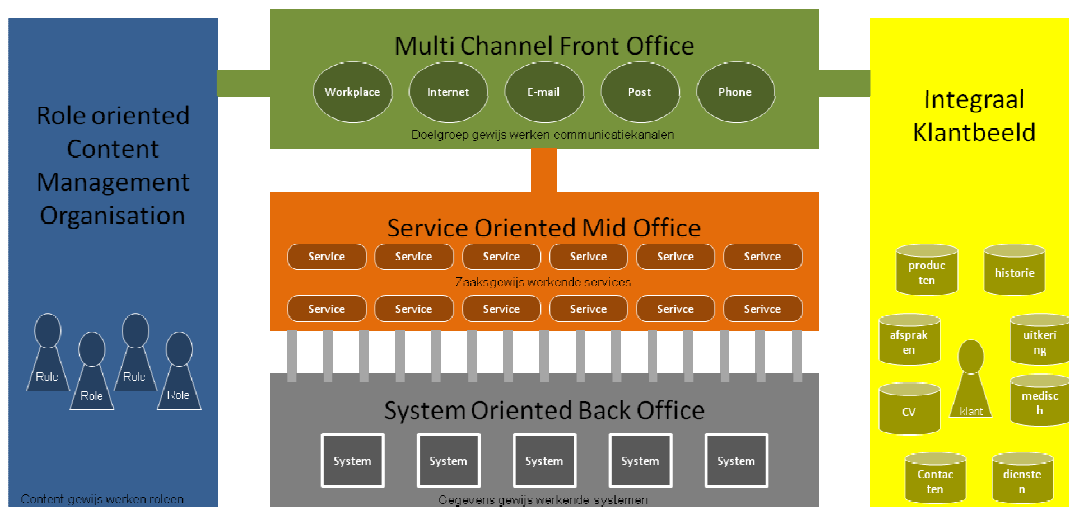 Role oriented
Content
Management
Organisation
Role
Role
Role
Role
Content gewijs werken rolcen
Multi Channel Front Office
Workplace
Internet
E-mail
Post
Phone
Doelgroep gewijs werken communicatiekanalen
Service Oriented Mid Office
Service
Service
Service
Service
Serivce
Serivce
Zaaksgewijs werkende services
Service
Service
Service
Service
Serivce
Serivce
System Oriented Back Office
System
System
System
System
System
Gegevens gewijs werkende systemen
Integraal
Klantbeeld
produc
ten
historie
afsprak
en
uitkeri
ng
CV
klant
medisc
h
Contac
ten
dienste
n